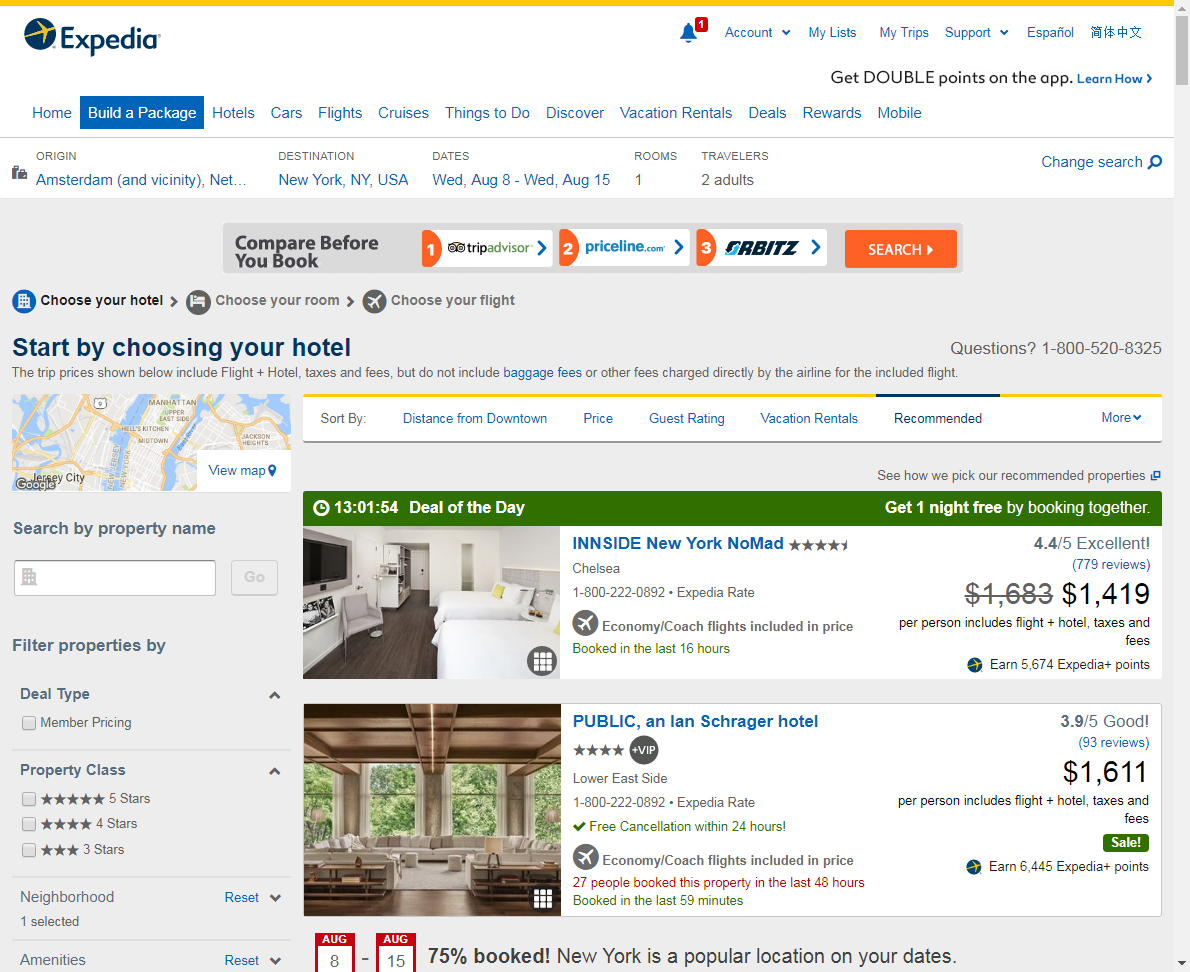 Expedia
1
Account
My Lists
My Trips
Support
Español
简体中文
Get DOUBLE points on the app. Learn How
Home
Build a Package
Hotels
Cars
Flights
Cruises
Things to Do
Discover
Vacation Rentals
Deals
Rewards
Mobile
ORIGIN
Amsterdam (and vicinity), Net...
DESTINATION
New York, NY, USA
DATES
Wed, Aug 8 - Wed, Aug 15
ROOMS
1
TRAVELERS
2 adults
Change search
Compare Before
You Book
1 tripadvisor
2 priceline.com
3 ORBITZ
SEARCH
Choose your hotel
Choose your room
Choose your flight
Start by choosing your hotel
Questions? 1-800-520-8325
The trip prices shown below include Flight + Hotel, taxes and fees, but do not include baggage fees or other fees charged directly by the airline for the included flight.
9
MANHATTAN
UPPER
EAST SIDE
HELL'S KITCHEN
MIDTOWN
JACKSON
HEIGHTS
NEW JERSEY
NEW YORK
East River
Jersey City
Google
View map
Sort By:
Distance from Downtown
Price
Guest Rating
Vacation Rentals
Recommended
More
See how we pick our recommended properties
Search by property name
Go
Filter properties by
Deal Type
Member Pricing
Property Class
5 Stars
4 Stars
3 Stars
Neighborhood
Reset
1 selected
Amenities
Reset
13:01:54 Deal of the Day
Get 1 night free by booking together.
INNSIDE New York NoMad
Chelsea
1-800-222-0892 • Expedia Rate
Economy/Coach flights included in price
Booked in the last 16 hours
4.4/5 Excellent!
(779 reviews)
$1,683 $1,419
per person includes flight + hotel, taxes and
fees
Earn 5,674 Expedia+ points
PUBLIC, an Ian Schrager hotel
+VIP
Lower East Side
1-800-222-0892 • Expedia Rate
Free Cancellation within 24 hours!
Economy/Coach flights included in price
27 people booked this property in the last 48 hours
Booked in the last 59 minutes
3.9/5 Good!
(93 reviews)
$1,611
per person includes flight + hotel, taxes and
fees
Sale!
Earn 6,445 Expedia+ points
AUG
8
-
AUG
15
75% booked! New York is a popular location on your dates.